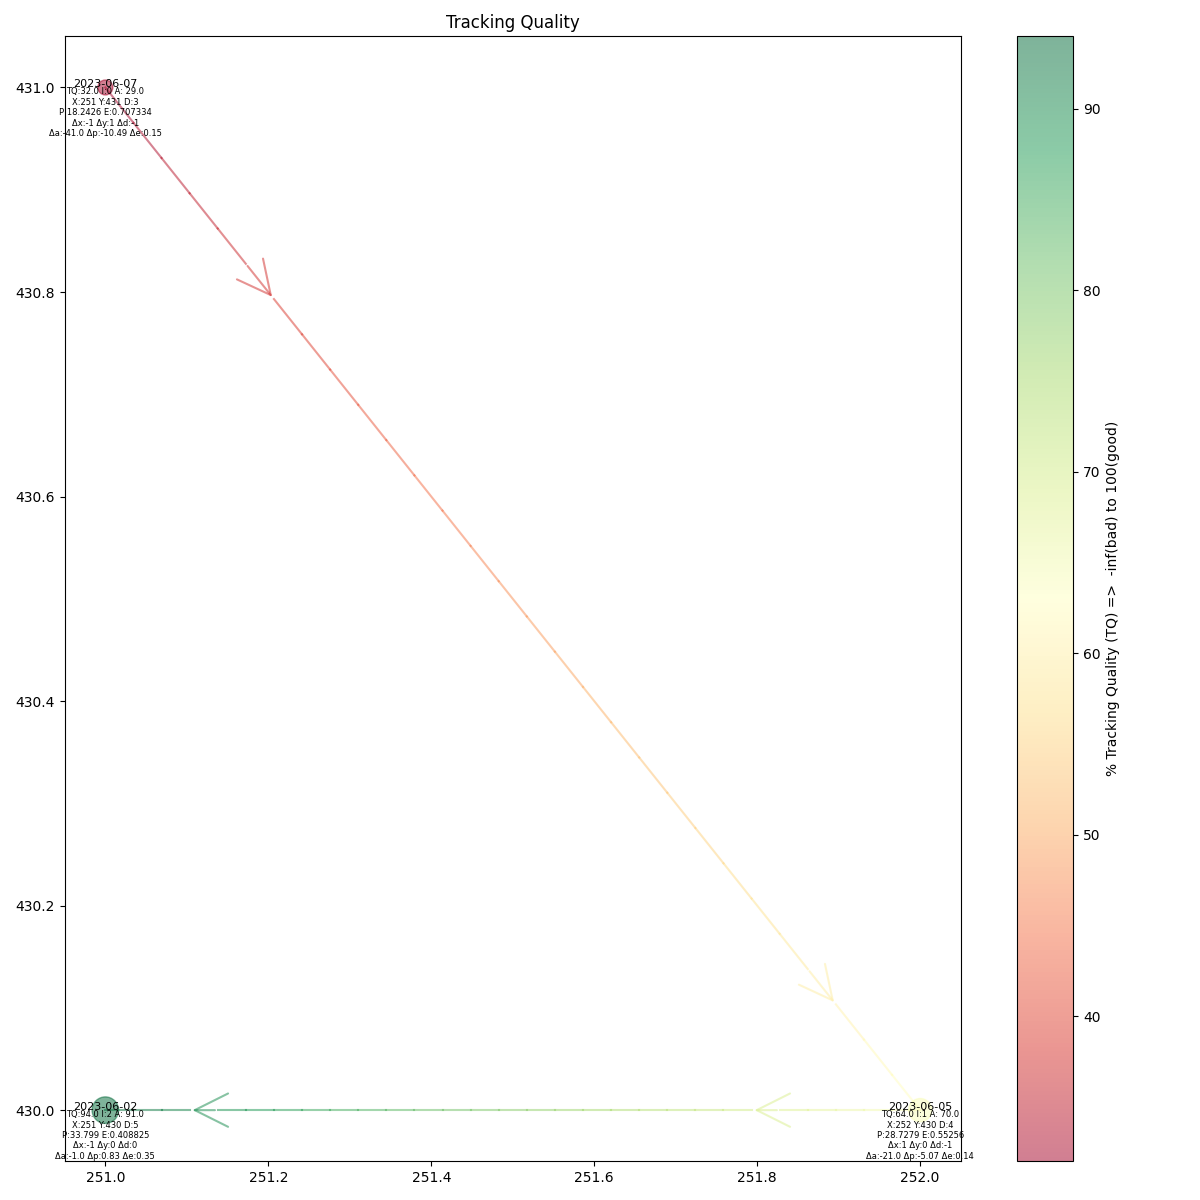 Tracking Quality
431.0
430.8
430.6
430.4
430.2
430.0
2023-06-07
TQ:32.0 I:0 A: 29.0
X:251 Y:431 D:3
P:18.2426 E:0.707334
Δx:-1 Δy:1 Δd:-1
Δa:-41.0 Δp:-10.49 Δe:0.15
2023-06-02
TQ:94.0 I:2 A: 91.0
X:251 Y:430 D:5
P:33.799 E:0.408825
Δx:-1 Δy:0 Δd:0
Δa:-1.0 Δp:0.83 Δe:0.35
2023-06-05
TQ:64.0 I:1 A: 70.0
X:252 Y:430 D:4
P:28.7279 E:0.55256
Δx:1 Δy:0 Δd:-1
Δa:-21.0 Δp:-5.07 Δe:0.14
251.0 251.2 251.4 251.6 251.8 252.0
90
80
70
60
50
40
% Tracking Quality (TQ) => -inf(bad) to 100(good)